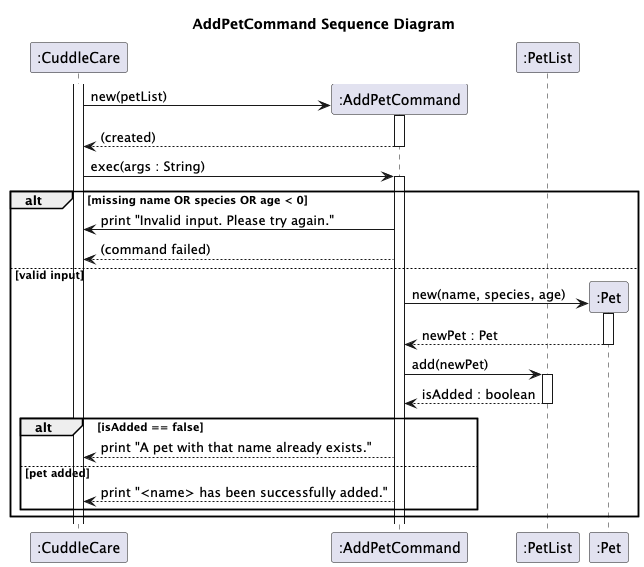 AddPetCommand Sequence Diagram
:CuddleCare
:PetList
new(petList)
:AddPetCommand
(created)
exec(args : String)
alt
[missing name OR species OR age < 0]
print "Invalid input. Please try again."
(command failed)
[valid input]
new(name, species, age)
:Pet
newPet : Pet
add(newPet)
isAdded : boolean
alt
[isAdded == false]
print "A pet with that name already exists."
[pet added]
print "<name> has been successfully added."
:CuddleCare
:AddPetCommand
:PetList
:Pet